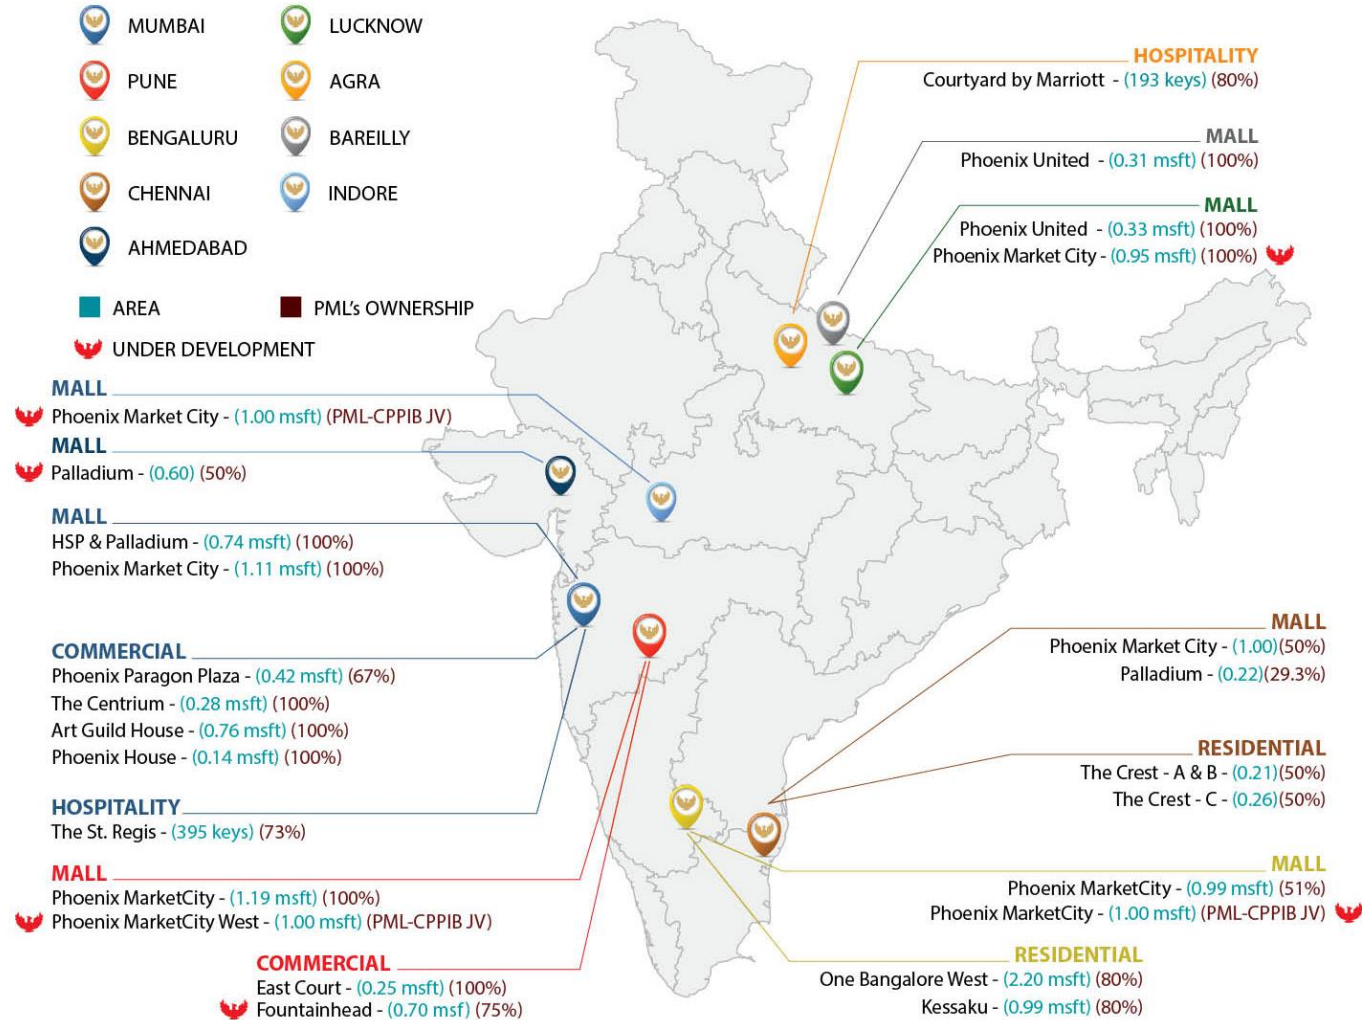 MUMBAI
LUCKNOW
PUNE
AGRA
BENGALURU
BAREILLY
CHENNAI
INDORE
AHMEDABAD
AREA
PML's OWNERSHIP
UNDER DEVELOPMENT
MALL
Phoenix Market City - (1.00 msft) (PML-CPPIB JV)
MALL
Palladium - (0.60) (50%)
MALL
HSP & Palladium - (0.74 msft) (100%)
Phoenix Market City - (1.11 msft) (100%)
COMMERCIAL
Phoenix Paragon Plaza - (0.42 msft) (67%)
The Centrium - (0.28 msft) (100%)
Art Guild House - (0.76 msft) (100%)
Phoenix House - (0.14 msft) (100%)
HOSPITALITY
The St. Regis - (395 keys) (73%)
MALL
Phoenix MarketCity - (1.19 msft) (100%)
Phoenix MarketCity West - (1.00 msft) (PML-CPPIB JV)
COMMERCIAL
East Court - (0.25 msft) (100%)
Fountainhead - (0.70 msf) (75%)
HOSPITALITY
Courtyard by Marriott - (193 keys) (80%)
MALL
Phoenix United - (0.31 msft) (100%)
MALL
Phoenix United - (0.33 msft) (100%)
Phoenix Market City - (0.95 msft) (100%)
MALL
Phoenix Market City - (1.00)(50%)
Palladium - (0.22)(29.3%)
RESIDENTIAL
The Crest - A & B - (0.21)(50%)
The Crest - C - (0.26)(50%)
MALL
Phoenix MarketCity - (0.99 msft) (51%)
Phoenix MarketCity - (1.00 msft) (PML-CPPIB JV)
RESIDENTIAL
One Bangalore West - (2.20 msft) (80%)
Kessaku - (0.99 msft) (80%)